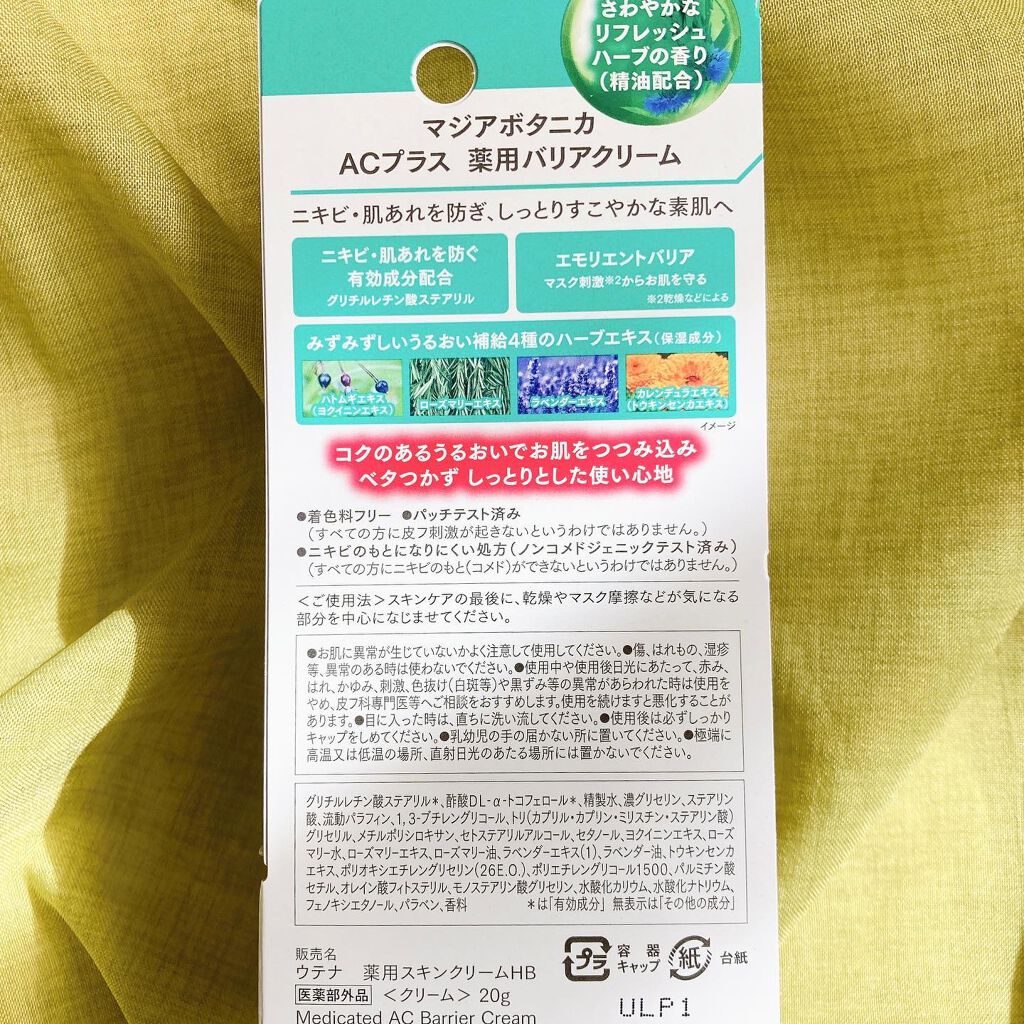 さわやかな
リフレッシュ
ハーブの香り
(精油配合)
マジアボタニカ
ACプラス 薬用バリアクリーム
ニキビ・肌あれを防ぎ、しっとりすこやかな素肌へ
ニキビ・肌あれを防ぐ
有効成分配合
グリチルレチン酸ステアリル
エモリエントバリア
マスク刺激※2からお肌を守る
※2乾燥などによる
みずみずしいうるおい補給4種のハーブエキス(保湿成分)
ハトムギエキス
(ヨクイニンエキス)
ローズマリーエキス
ラベンダーエキス
カレンデュラエキス
(トウキンセンカエキス)
イメージ
コクのあるうるおいでお肌をつつみ込み
ベタつかず しっとりとした使い心地
●着色料フリー ●パッチテスト済み
(すべての方に皮フ刺激が起きないというわけではありません。)
●ニキビのもとになりにくい処方(ノンコメドジェニックテスト済み)
(すべての方にニキビのもと(コメド)ができないというわけではありません。)
<ご使用法>スキンケアの最後に、乾燥やマスク摩擦などが気になる
部分を中心になじませてください。
●お肌に異常が生じていないかよく注意して使用してください。●傷、はれもの、湿疹
等、異常のある時は使わないでください。●使用中や使用後日光にあたって、赤み、
はれ、かゆみ、刺激、色抜け(白斑等)や黒ずみ等の異常があらわれた時は使用を
やめ、皮フ科専門医等へご相談をおすすめします。使用を続けますと悪化することが
あります。●目に入った時は、直ちに洗い流してください。●使用後は必ずしっかり
キャップをしめてください。●乳幼児の手の届かない所に置いてください。●極端に
高温又は低温の場所、直射日光のあたる場所には置かないでください。
グリチルレチン酸ステアリル*、酢酸DL-α-トコフェロール*、精製水、濃グリセリン、ステアリン
酸、流動パラフィン、1,3-ブチレングリコール、トリ(カプリル・カプリン・ミリスチン・ステアリン酸)
グリセリル、メチルポリシロキサン、セトステアリルアルコール、セタノール、ヨクイニンエキス、ローズ
マリー水、ローズマリーエキス、ローズマリー油、ラベンダーエキス(1)、ラベンダー油、トウキンセンカ
エキス、ポリオキシエチレングリセリン(26E.O.)、ポリエチレングリコール1500、パルミチン酸
セチル、オレイン酸フィトステリル、モノステアリン酸グリセリン、水酸化カリウム、水酸化ナトリウム、
フェノキシエタノール、パラベン、香料 *は「有効成分」 無表示は「その他の成分」
販売名
ウテナ 薬用スキンクリームHB
医薬部外品 <クリーム> 20g
Medicated AC Barrier Cream
プラ
容器
キャップ
紙
台紙
ULP1